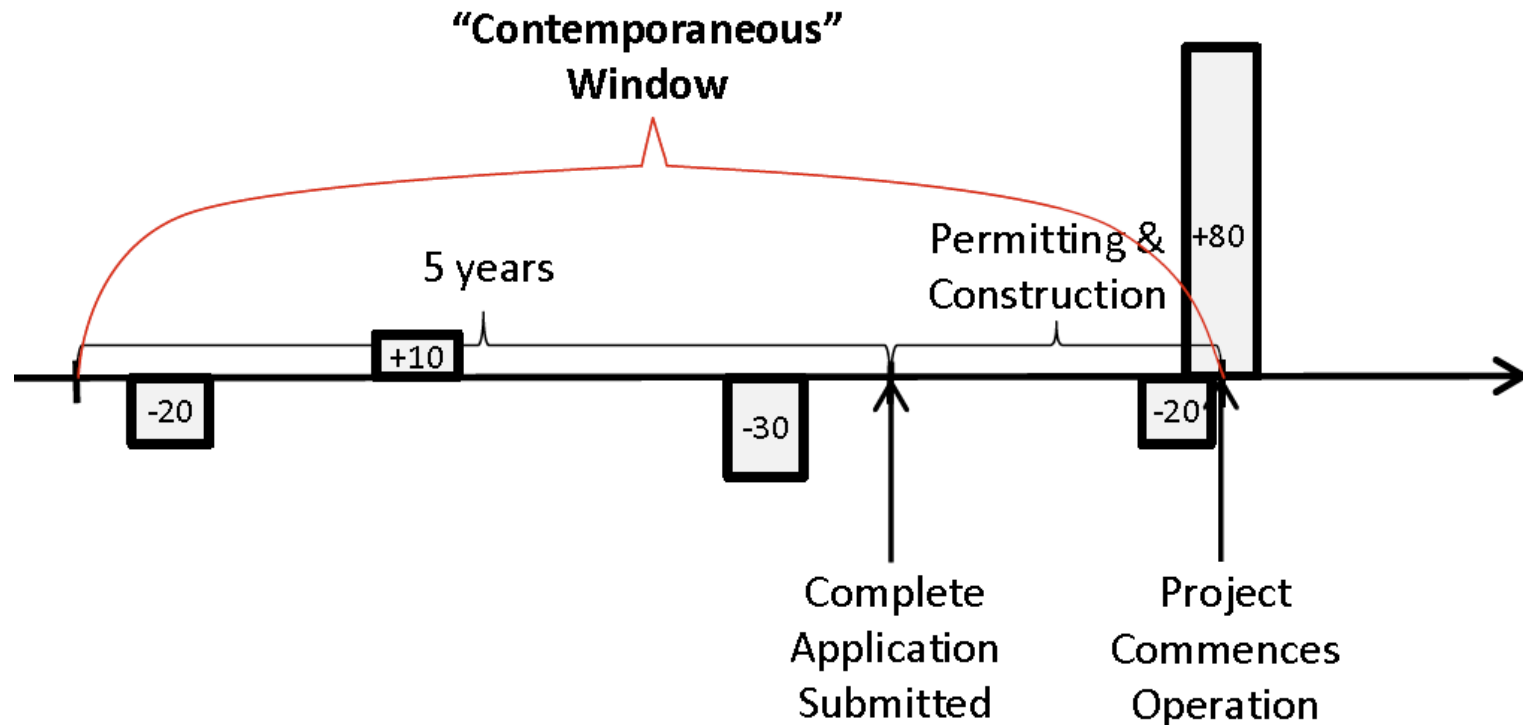 “Contemporaneous”
Window
5 years
Permitting &
Construction
+80
+10
-20
-30
-20
Complete
Application
Submitted
Project
Commences
Operation